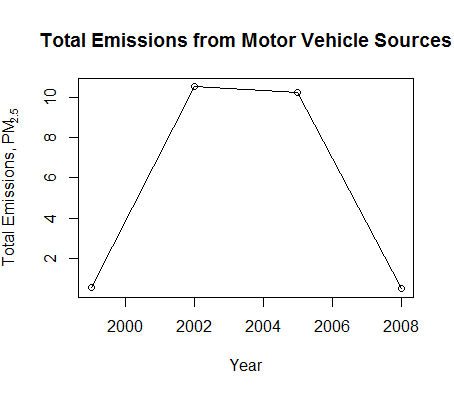 Total Emissions from Motor Vehicle Sources
Total Emissions, PM2.5
10
8
6
4
2
2000 2002 2004 2006 2008
Year